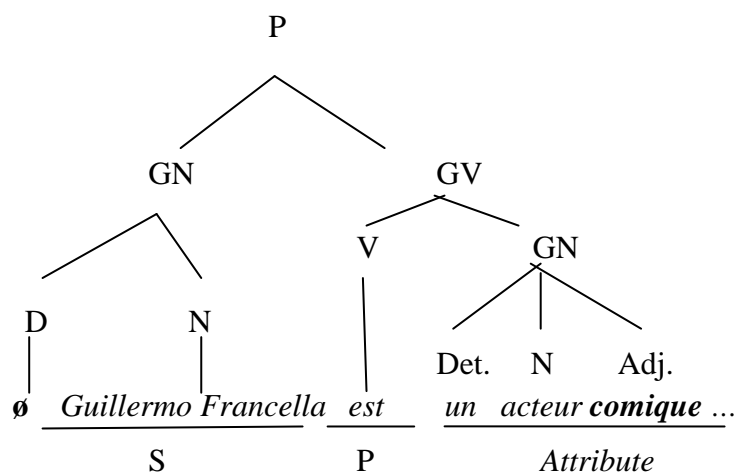 P
GN GV
V GN
D N
Det. N Adj.
ø Guillermo Francella est un acteur comique ...
S P Attribute